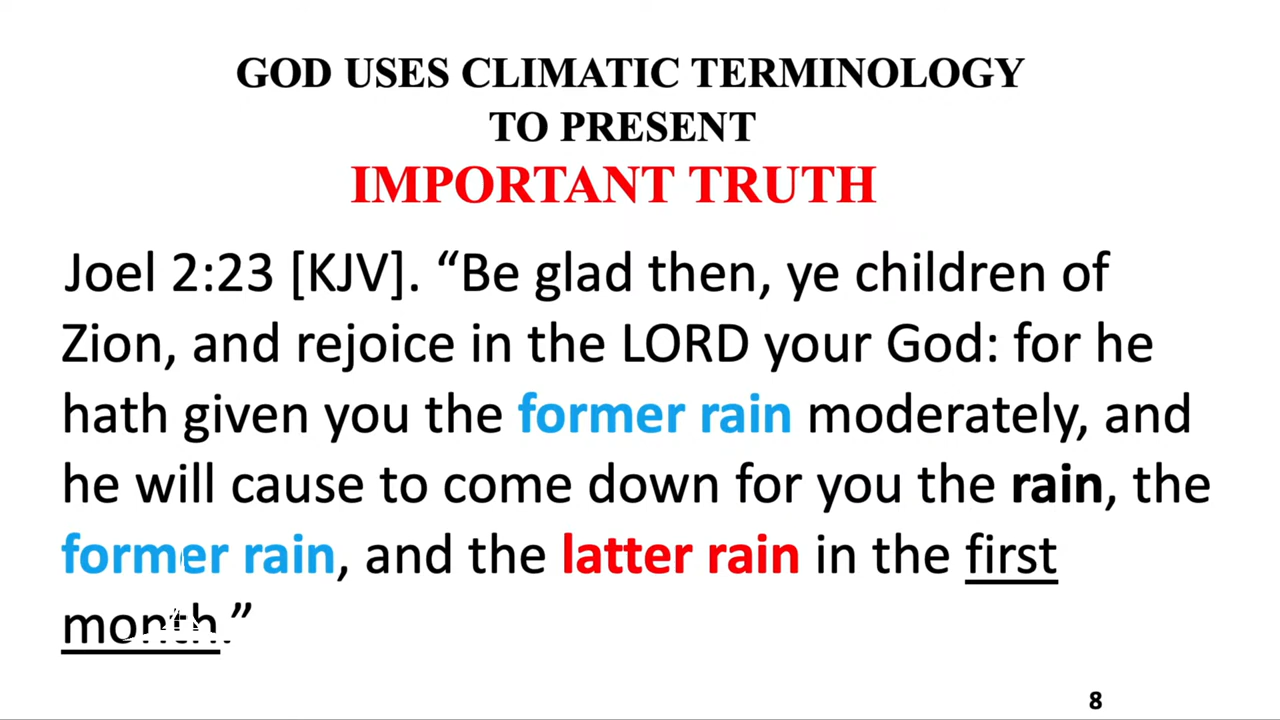 GOD USES CLIMATIC TERMINOLOGY
TO PRESENT
IMPORTANT TRUTH
Joel 2:23 [KJV]. “Be glad then, ye children of
Zion, and rejoice in the LORD your God: for he
hath given you the former rain moderately, and
he will cause to come down for you the rain, the
former rain, and the latter rain in the first
month.”
8